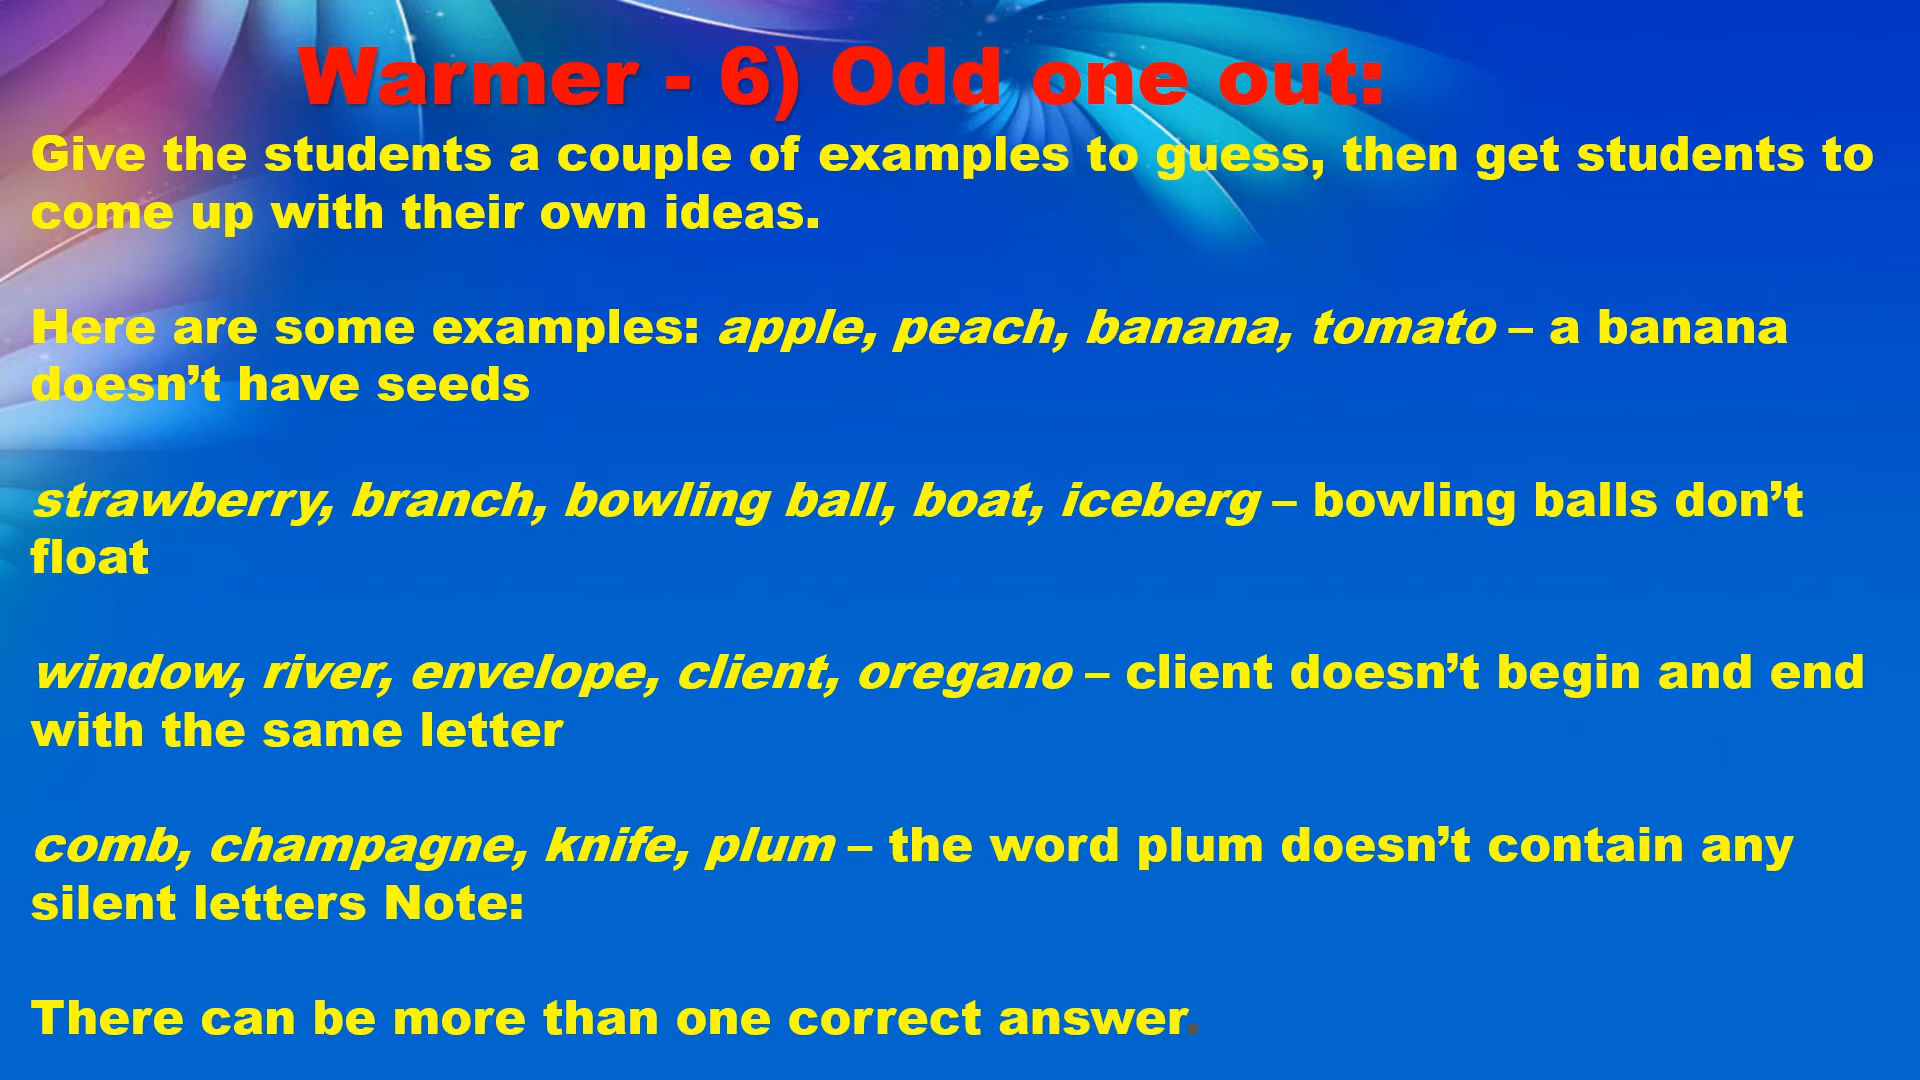 Warmer - 6) Odd one out:
Give the students a couple of examples to guess, then get students to
come up with their own ideas.
Here are some examples: apple, peach, banana, tomato – a banana
doesn’t have seeds
strawberry, branch, bowling ball, boat, iceberg – bowling balls don’t
float
window, river, envelope, client, oregano – client doesn’t begin and end
with the same letter
comb, champagne, knife, plum – the word plum doesn’t contain any
silent letters Note:
There can be more than one correct answer.